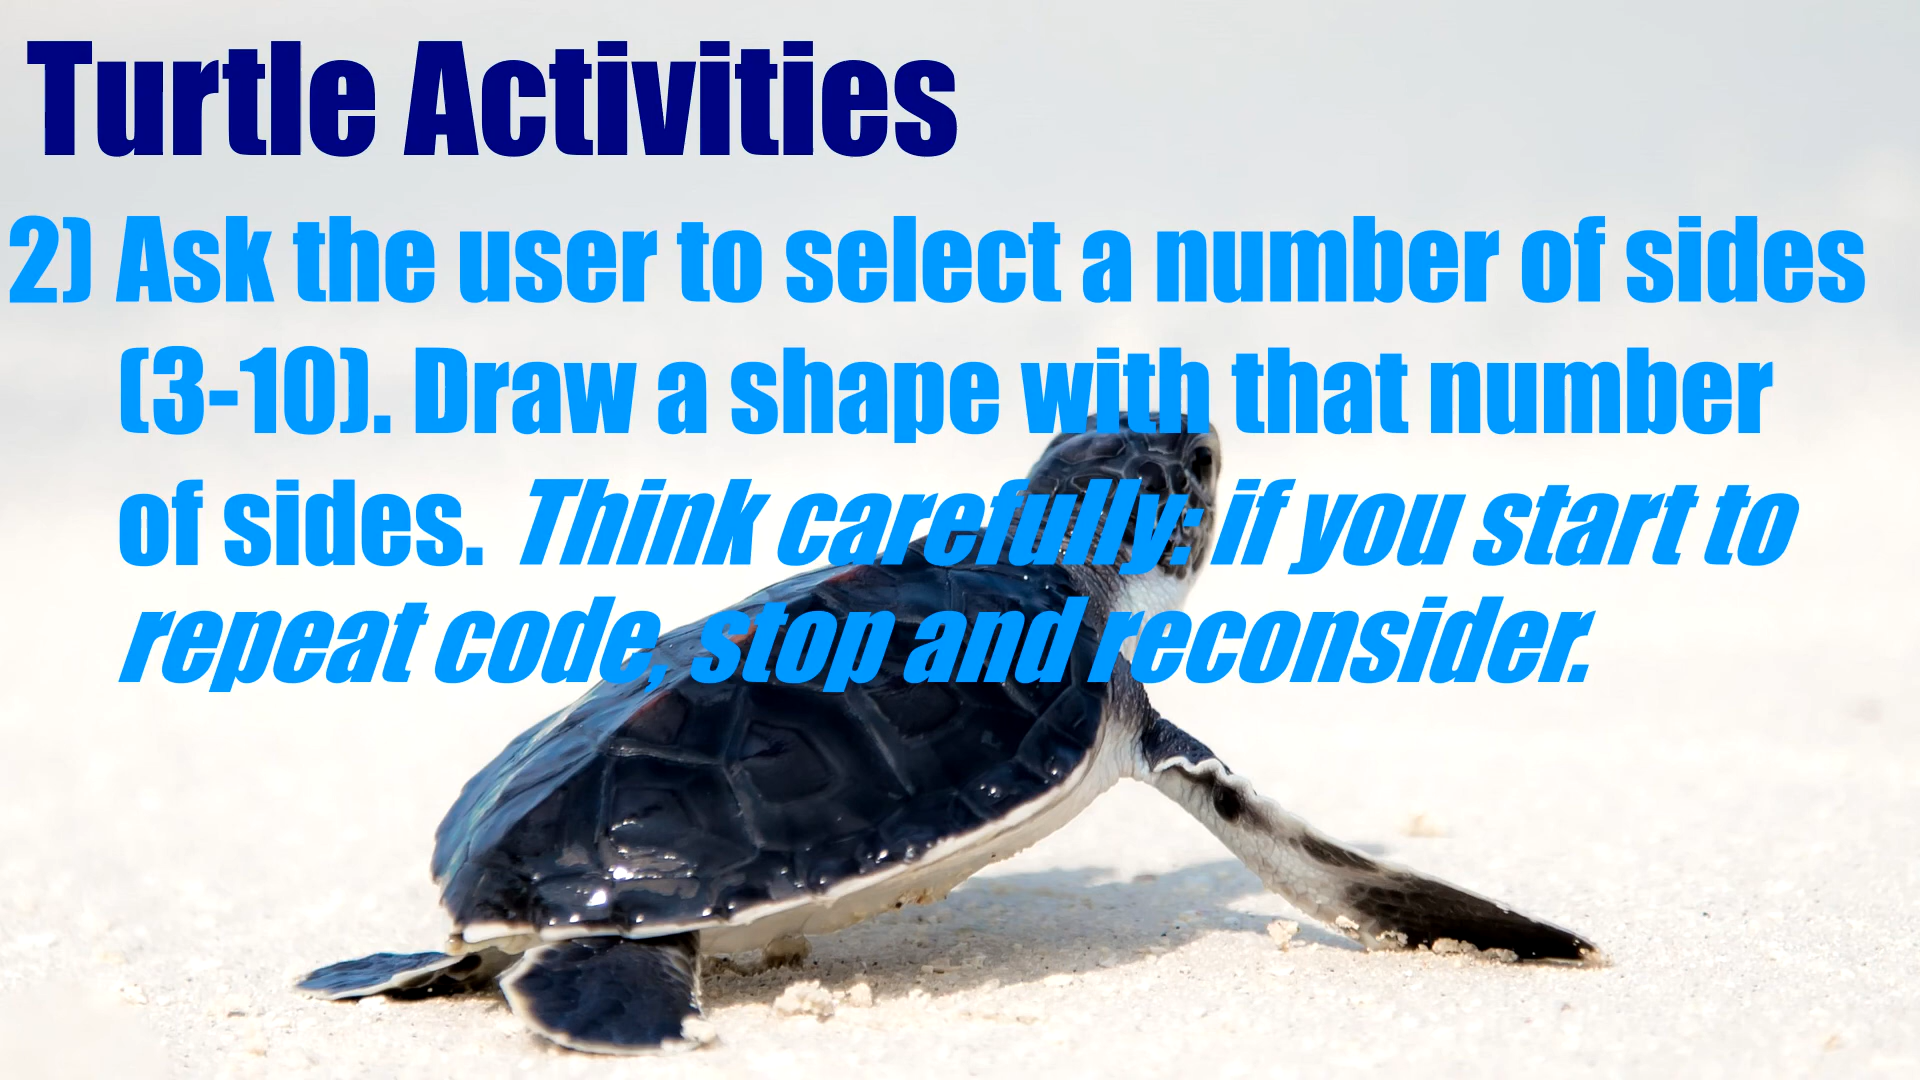 Turtle Activities
2) Ask the user to select a number of sides
(3-10). Draw a shape with that number
of sides. Think carefully: if you start to
repeat code, stop and reconsider.